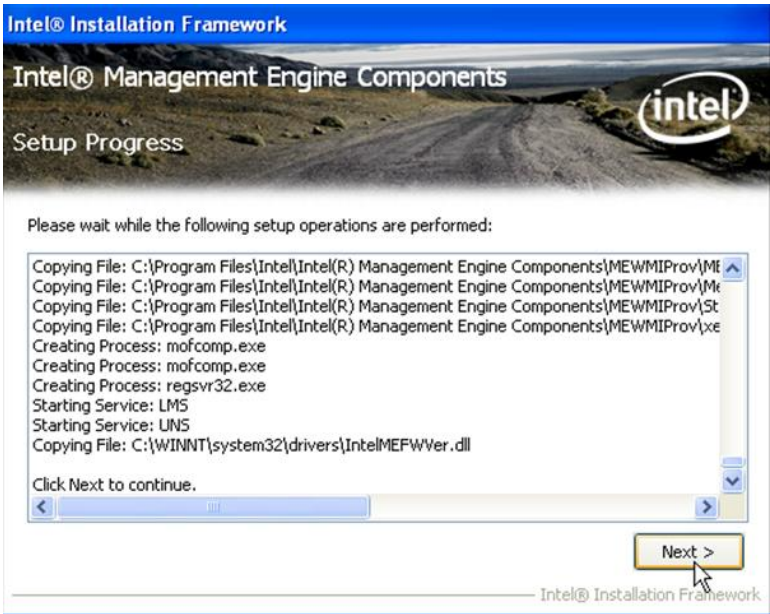 Intel® Installation Framework
Intel® Management Engine Components
intel
Setup Progress
Please wait while the following setup operations are performed:
Copying File: C:\Program Files\Intel\Intel(R) Management Engine Components\MEWMIProv\ME
Copying File: C:\Program Files\Intel\Intel(R) Management Engine Components\MEWMIProv\Me
Copying File: C:\Program Files\Intel\Intel(R) Management Engine Components\MEWMIProv\St
Copying File: C:\Program Files\Intel\Intel(R) Management Engine Components\MEWMIProv\xe
Creating Process: mofcomp.exe
Creating Process: mofcomp.exe
Creating Process: regsvr32.exe
Starting Service: LMS
Starting Service: UNS
Copying File: C:\WINNT\system32\drivers\IntelMEFWVer.dll
Click Next to continue.
Next >
Intel® Installation Framework